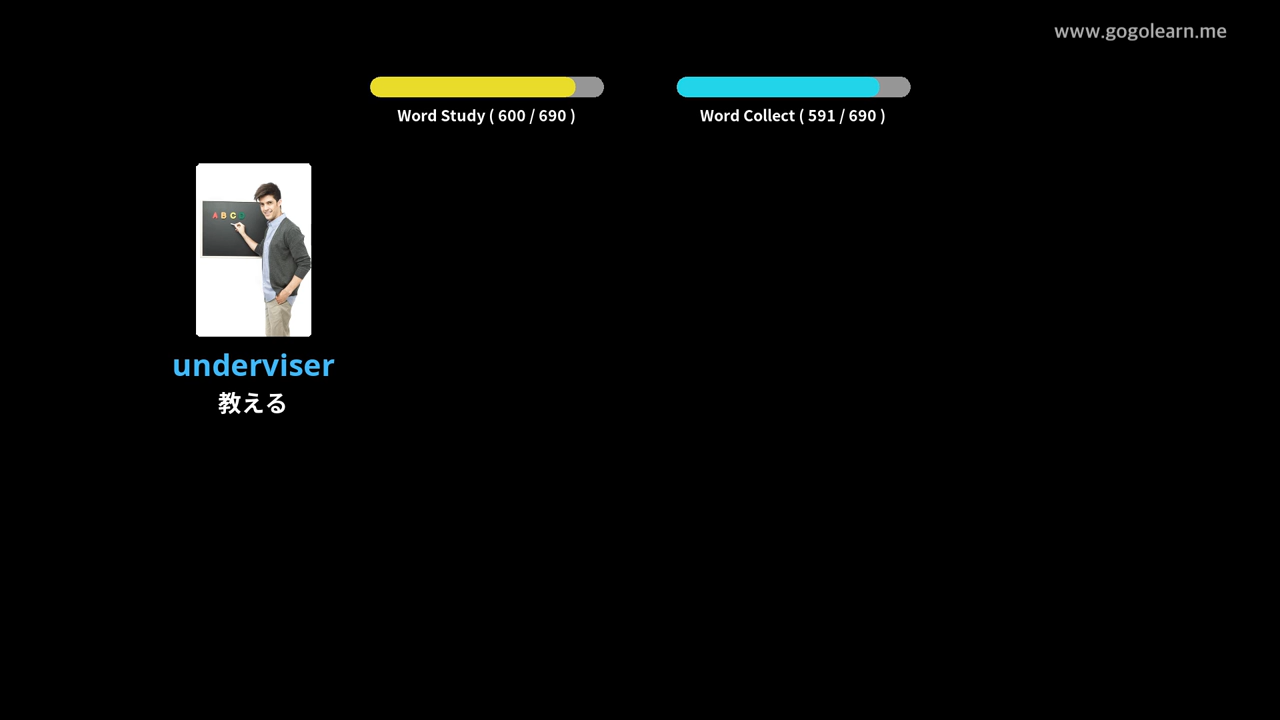 www.gogolearn.me
Word Study ( 600 / 690 )
Word Collect ( 591 / 690 )
A B C D
underviser
教える